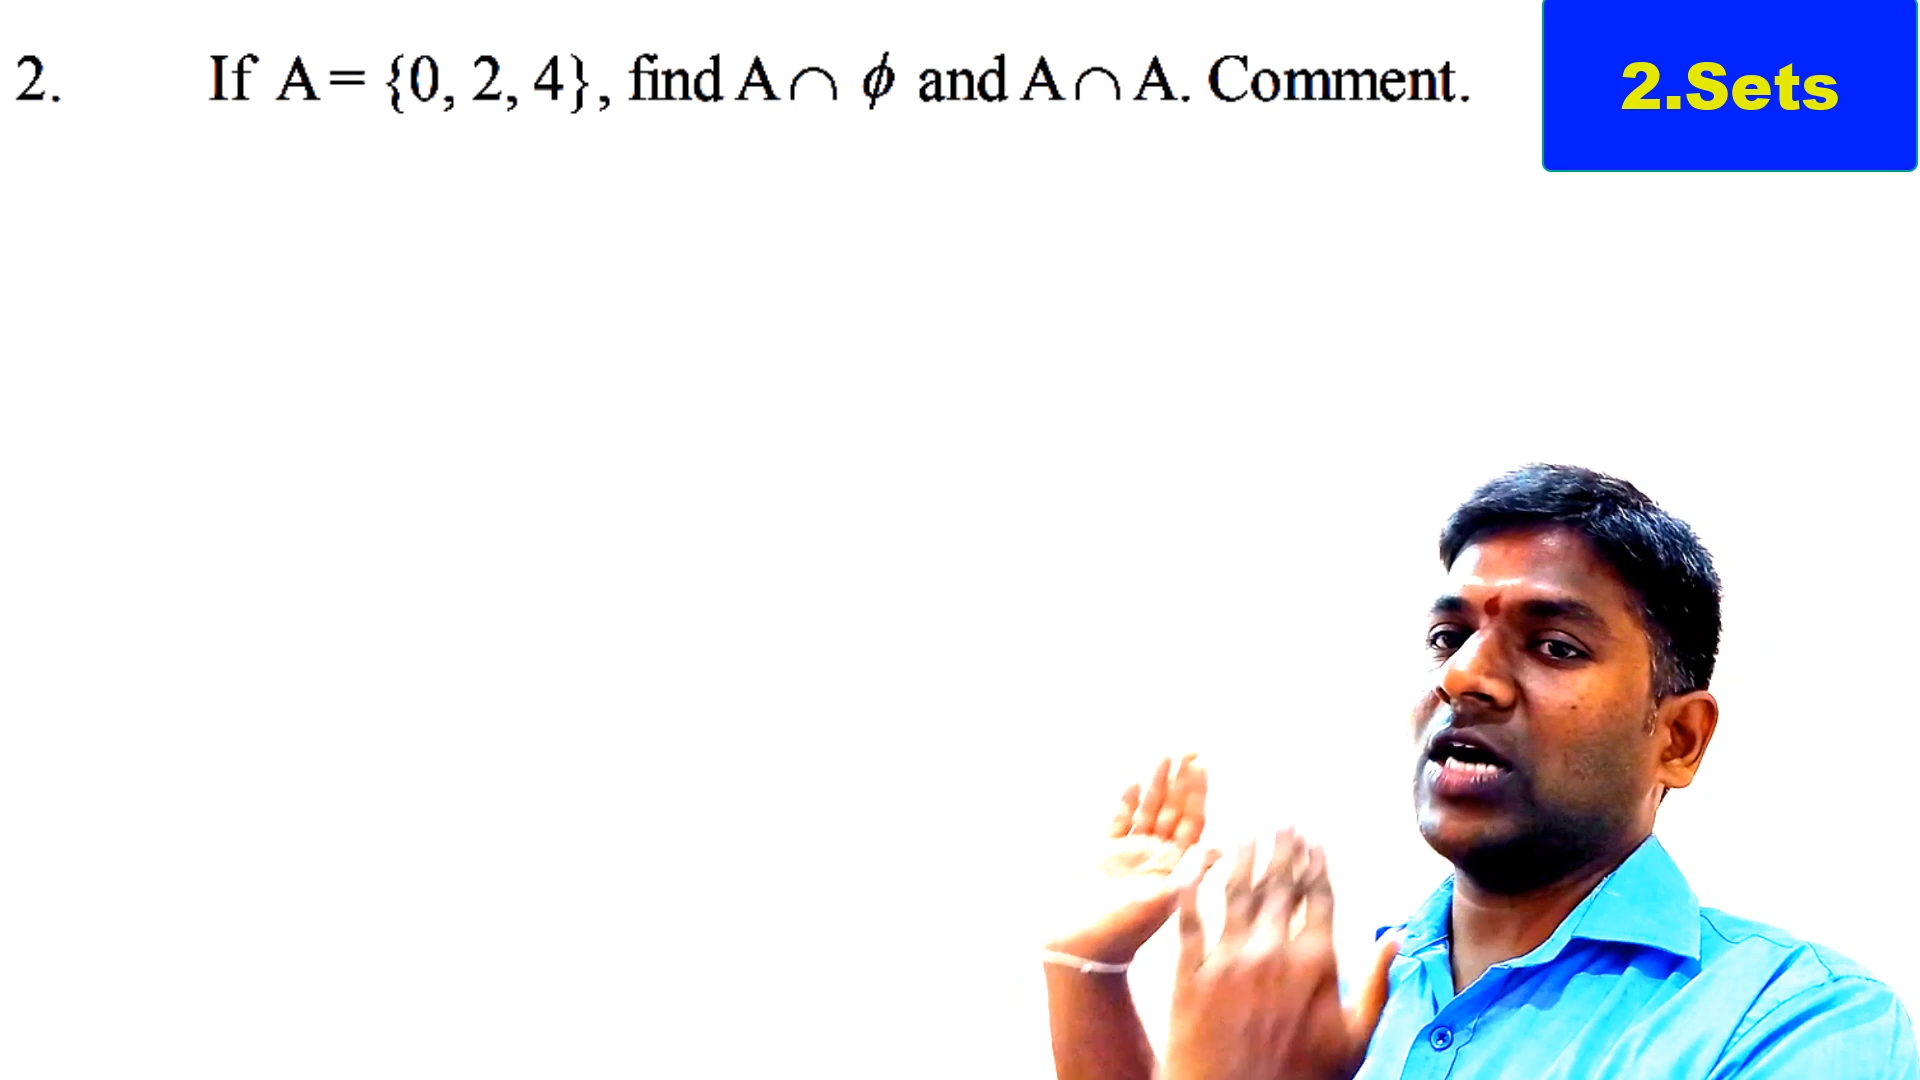 2. If A = {0, 2, 4}, find A ∩ ϕ and A ∩ A. Comment.
2.Sets